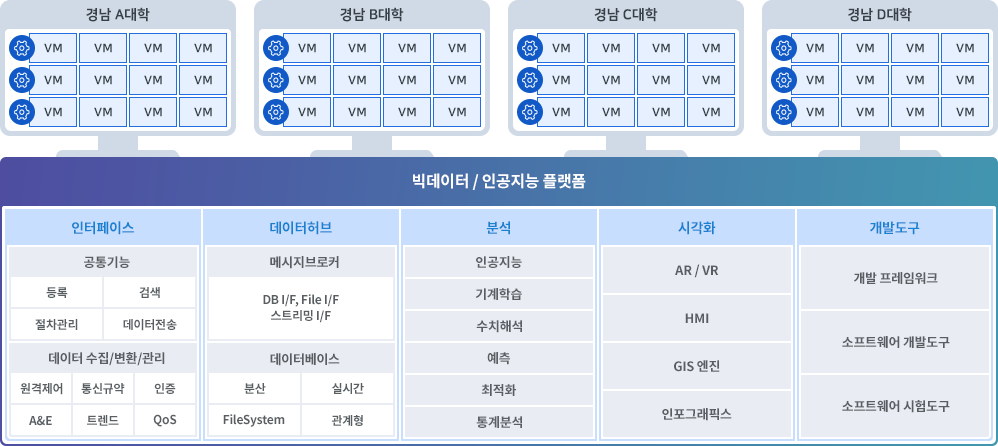 경남 A대학
경남 B대학
경남 C대학
경남 D대학
VM VM VM VM
VM VM VM VM
VM VM VM VM
VM VM VM VM
VM VM VM VM
VM VM VM VM
VM VM VM VM
VM VM VM VM
VM VM VM VM
VM VM VM VM
VM VM VM VM
VM VM VM VM
빅데이터 / 인공지능 플랫폼
인터페이스
공통기능
등록 검색
절차관리 데이터전송
데이터 수집/변환/관리
원격제어 통신규약 인증
A&E 트렌드 QoS
데이터허브
메시지브로커
DB I/F, File I/F
스트리밍 I/F
데이터베이스
분산 실시간
FileSystem 관계형
분석
인공지능
기계학습
수치해석
예측
최적화
통계분석
시각화
AR / VR
HMI
GIS 엔진
인포그래픽스
개발도구
개발 프레임워크
소프트웨어 개발도구
소프트웨어 시험도구